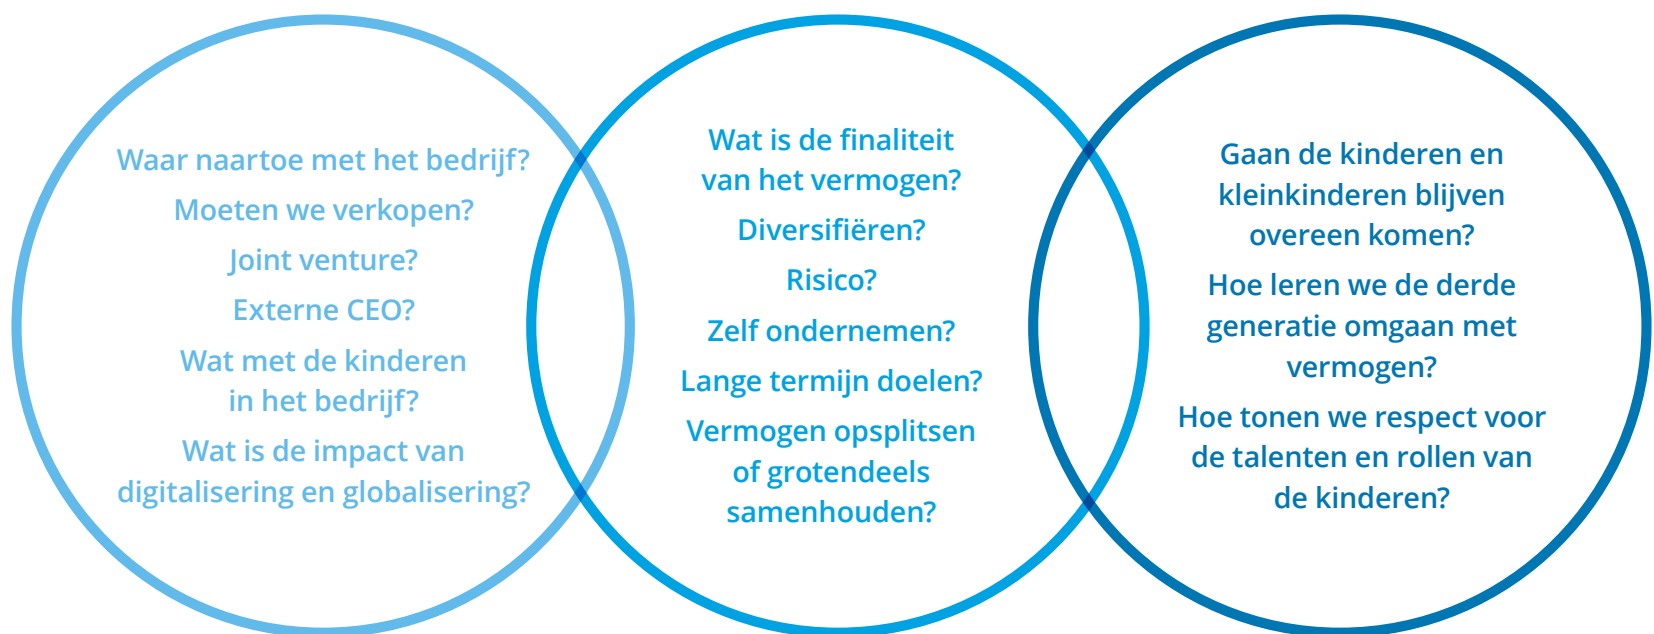 Waar naartoe met het bedrijf?
Moeten we verkopen?
Joint venture?
Externe CEO?
Wat met de kinderen
in het bedrijf?
Wat is de impact van
digitalisering en globalisering?
Wat is de finaliteit
van het vermogen?
Diversifiëren?
Risico?
Zelf ondernemen?
Lange termijn doelen?
Vermogen opsplitsen
of grotendeels
samenhouden?
Gaan de kinderen en
kleinkinderen blijven
overeen komen?
Hoe leren we de derde
generatie omgaan met
vermogen?
Hoe tonen we respect voor
de talenten en rollen van
de kinderen?